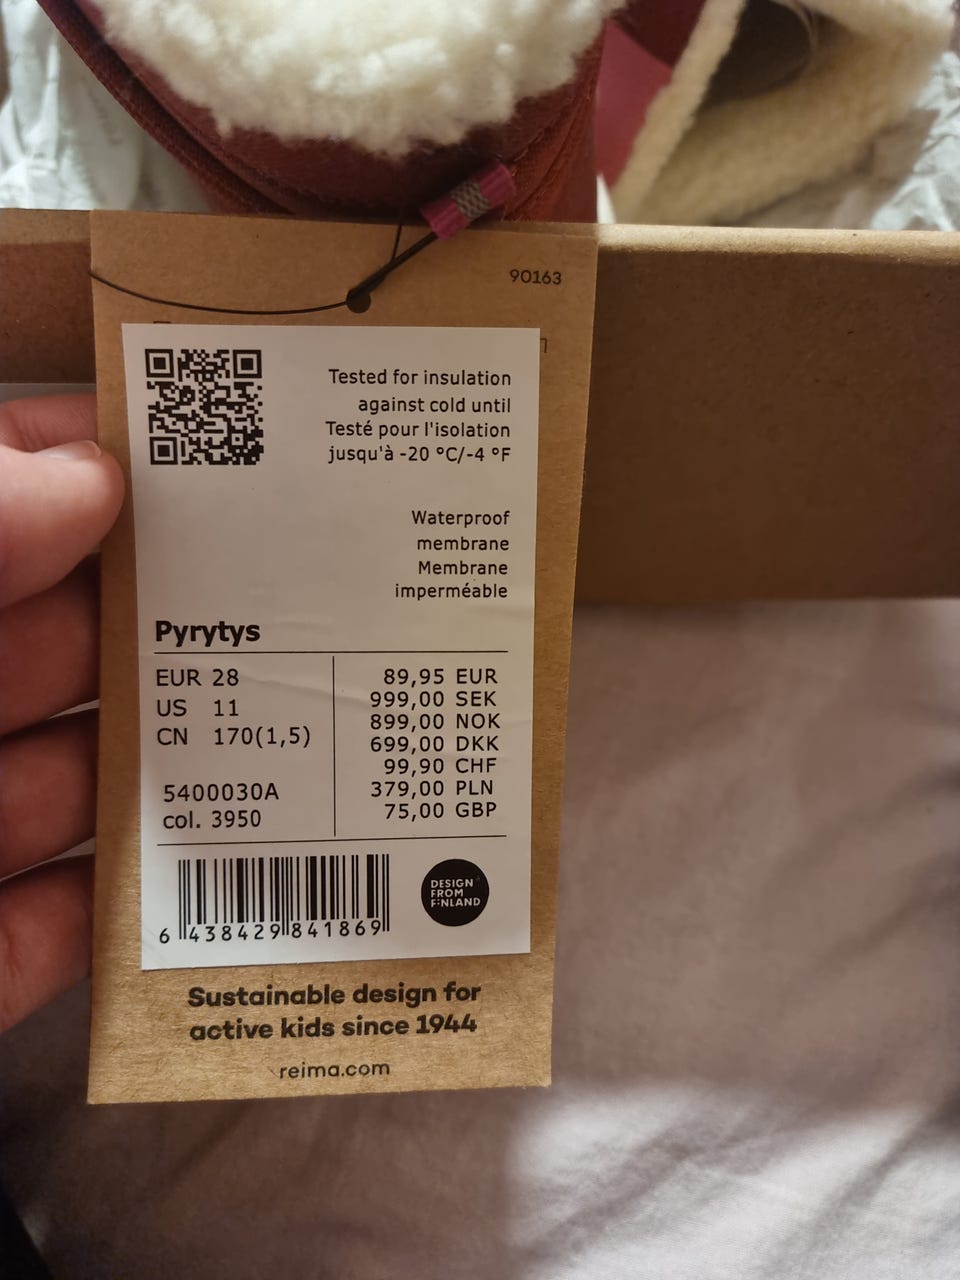 90163
Tested for insulation
against cold until
Testé pour l'isolation
jusqu'à -20 °C/-4 °F
Waterproof
membrane
Membrane
imperméable
Pyrytys
EUR 28
US 11
CN 170(1,5)
5400030A
col. 3950
89,95 EUR
999,00 SEK
899,00 NOK
699,00 DKK
99,90 CHF
379,00 PLN
75,00 GBP
6 438429 841869
DESIGN
FROM
FINLAND
Sustainable design for
active kids since 1944
reima.com